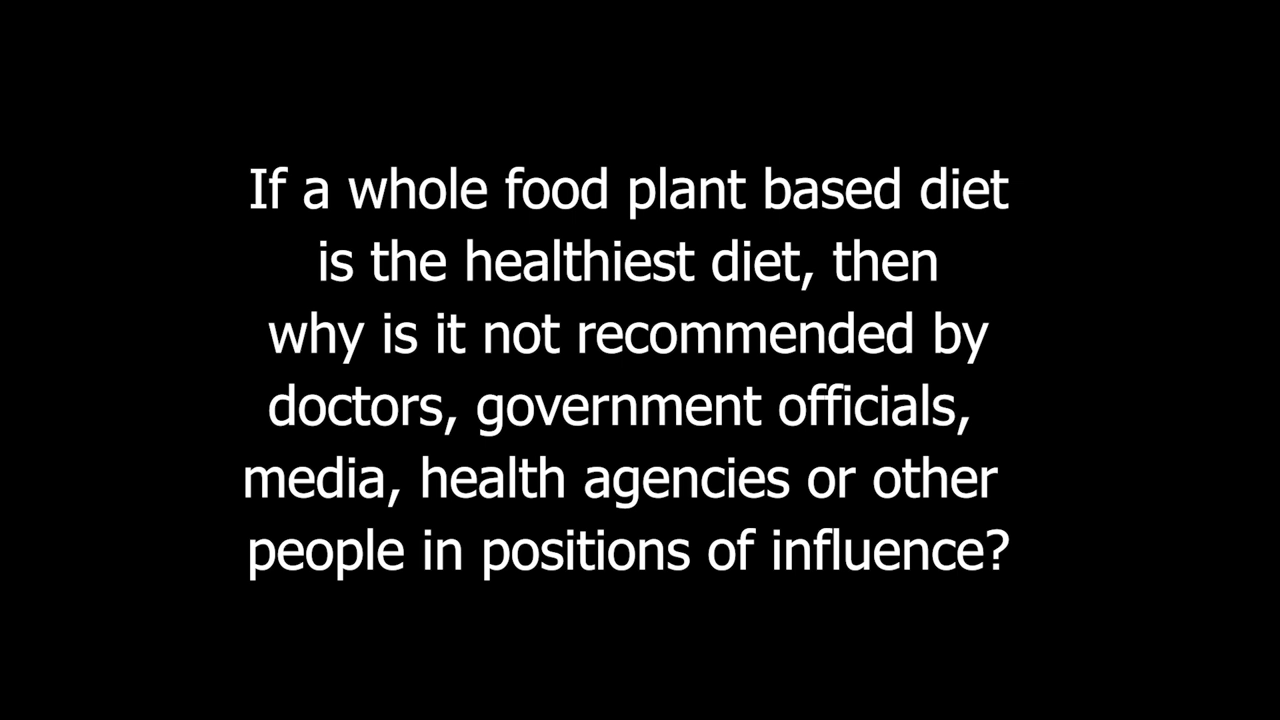 If a whole food plant based diet
is the healthiest diet, then
why is it not recommended by
doctors, government officials,
media, health agencies or other
people in positions of influence?